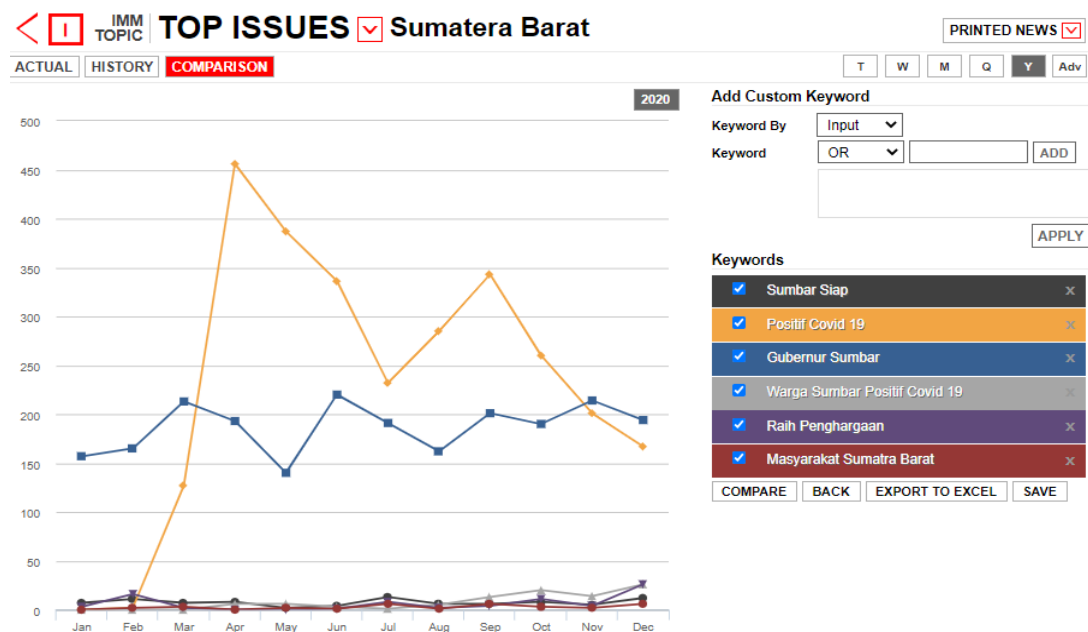 I IMM TOPIC TOP ISSUES Sumatera Barat
PRINTED NEWS
ACTUAL HISTORY COMPARISON
T W M Q Y Adv
2020
500
450
400
350
300
250
200
150
100
50
0
Jan Feb Mar Apr May Jun Jul Aug Sep Oct Nov Dec
Add Custom Keyword
Keyword By Input
Keyword OR ADD
APPLY
Keywords
Sumbar Siap x
Positif Covid 19 x
Gubernur Sumbar x
Warga Sumbar Positif Covid 19 x
Raih Penghargaan x
Masyarakat Sumatra Barat x
COMPARE BACK EXPORT TO EXCEL SAVE